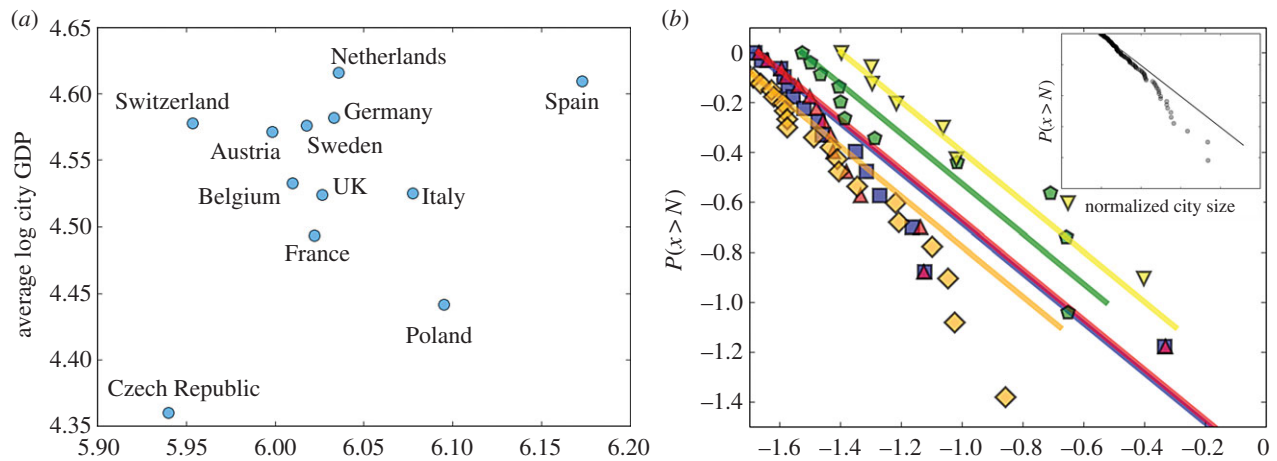 (a)
4.65
4.60
4.55
4.50
4.45
4.40
4.35
average log city GDP
Netherlands
Switzerland
Spain
Germany
Austria
Sweden
Belgium
UK
Italy
France
Poland
Czech Republic
5.90
5.95
6.00
6.05
6.10
6.15
6.20
(b)
0
−0.2
−0.4
−0.6
−0.8
−1.0
−1.2
−1.4
P(x > N)
P(x > N)
normalized city size
−1.6
−1.4
−1.2
−1.0
−0.8
−0.6
−0.4
−0.2
0